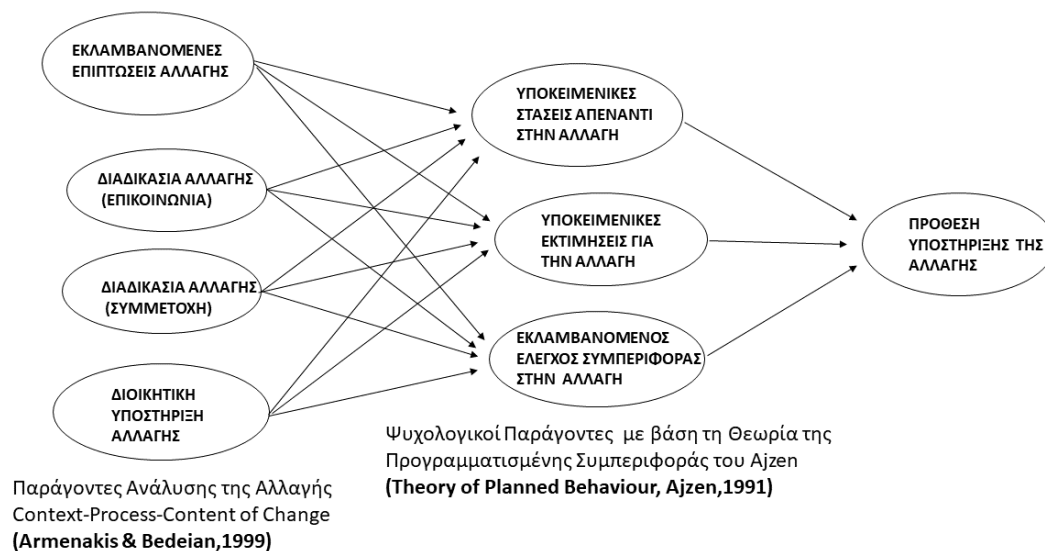 ΕΚΛΑΜΒΑΝΟΜΕΝΕΣ
ΕΠΙΠΤΩΣΕΙΣ ΑΛΛΑΓΗΣ
ΔΙΑΔΙΚΑΣΙΑ ΑΛΛΑΓΗΣ
(ΕΠΙΚΟΙΝΩΝΙΑ)
ΔΙΑΔΙΚΑΣΙΑ ΑΛΛΑΓΗΣ
(ΣΥΜΜΕΤΟΧΗ)
ΔΙΟΙΚΗΤΙΚΗ
ΥΠΟΣΤΗΡΙΞΗ
ΑΛΛΑΓΗΣ
Παράγοντες Ανάλυσης της Αλλαγής
Context-Process-Content of Change
(Armenakis & Bedeian,1999)
ΥΠΟΚΕΙΜΕΝΙΚΕΣ
ΣΤΑΣΕΙΣ ΑΠΕΝΑΝΤΙ
ΣΤΗΝ ΑΛΛΑΓΗ
ΥΠΟΚΕΙΜΕΝΙΚΕΣ
ΕΚΤΙΜΗΣΕΙΣ ΓΙΑ
ΤΗΝ ΑΛΛΑΓΗ
ΕΚΛΑΜΒΑΝΟΜΕΝΟΣ
ΕΛΕΓΧΟΣ ΣΥΜΠΕΡΙΦΟΡΑΣ
ΣΤΗΝ ΑΛΛΑΓΗ
Ψυχολογικοί Παράγοντες με βάση τη Θεωρία της
Προγραμματισμένης Συμπεριφοράς του Ajzen
(Theory of Planned Behaviour, Ajzen,1991)
ΠΡΟΘΕΣΗ
ΥΠΟΣΤΗΡΙΞΗΣ ΤΗΣ
ΑΛΛΑΓΗΣ